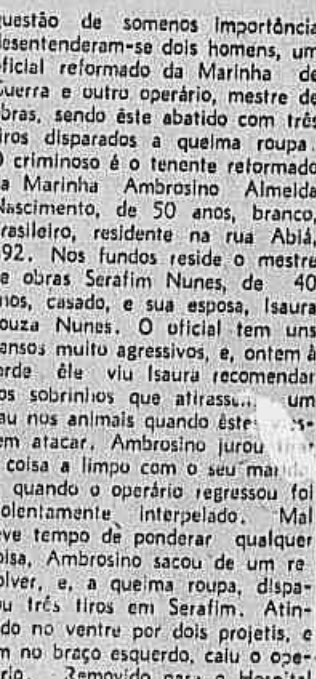 questão de somenos importância
desentenderam-se dois homens, um
oficial reformado da Marinha de
Guerra e outro operário, mestre de
obras, sendo êste abatido com três
tiros disparados a queima roupa.
O criminoso é o tenente reformado
da Marinha Ambrosino Almeida
Nascimento, de 50 anos, branco,
brasileiro, residente na rua Abiá,
92. Nos fundos reside o mestre
de obras Serafim Nunes, de 40
anos, casado, e sua esposa, Isaura
Souza Nunes. O oficial tem uns
gansos muito agressivos, e, ontem à
tarde êle viu Isaura recomendar
aos sobrinhos que um
pau nos animais quando êstes
sem atacar. Ambrosino jurou
a coisa a limpo com o seu
e quando o operário regressou foi
violentamente interpelado. Mal
teve tempo de ponderar qualquer
coisa, Ambrosino sacou de um re
volver, e, a queima roupa, dispa-
rou três tiros em Serafim. Atin-
gido no ventre por dois projetis, e
um no braço esquerdo, caiu o ope-
rário. Removido para o Hospital